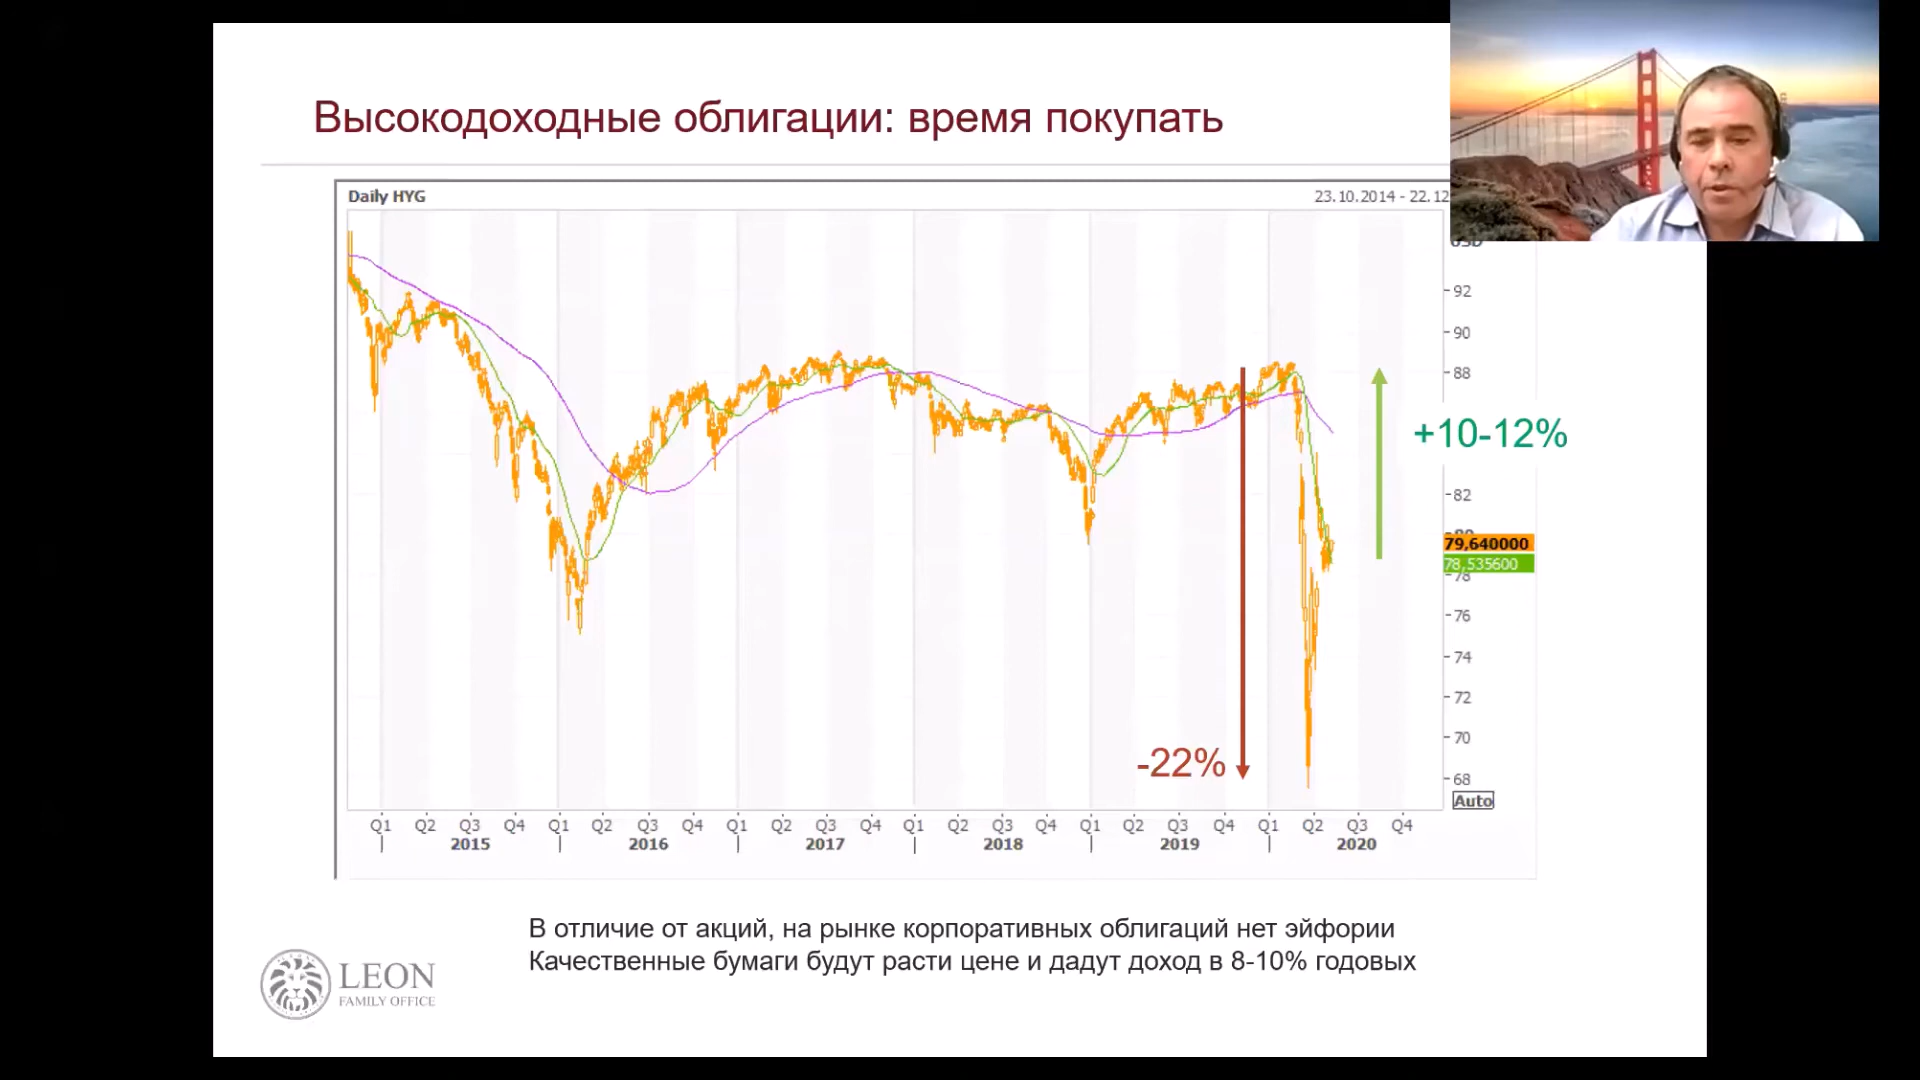 Высокодоходные облигации: время покупать
Daily HYG
23.10.2014 - 22.12
USD
92
90
88
+10-12%
82
79,640000
78,535600
78
76
74
72
-22%
70
68
Auto
Q1 Q2 Q3 Q4 Q1 Q2 Q3 Q4 Q1 Q2 Q3 Q4 Q1 Q2 Q3 Q4 Q1 Q2 Q3 Q4 Q1 Q2 Q3 Q4
2015 2016 2017 2018 2019 2020
В отличие от акций, на рынке корпоративных облигаций нет эйфории
Качественные бумаги будут расти цене и дадут доход в 8-10% годовых
LEON
FAMILY OFFICE